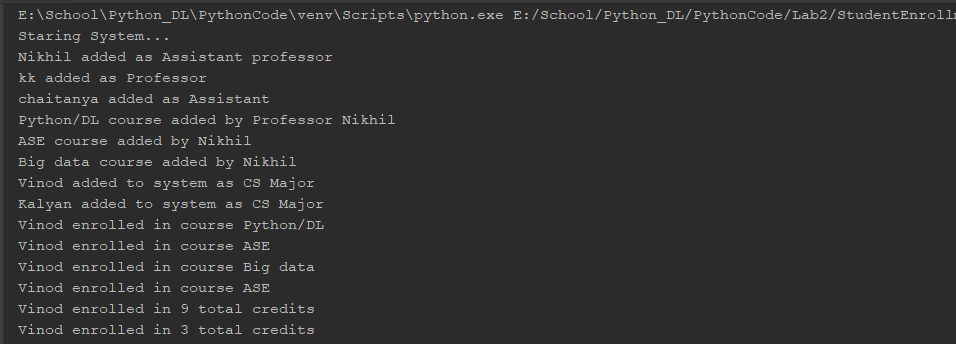 E:\School\Python_DL\PythonCode\venv\Scripts\python.exe E:/School/Python_DL/PythonCode/Lab2/StudentEnrollm
Staring System...
Nikhil added as Assistant professor
kk added as Professor
chaitanya added as Assistant
Python/DL course added by Professor Nikhil
ASE course added by Nikhil
Big data course added by Nikhil
Vinod added to system as CS Major
Kalyan added to system as CS Major
Vinod enrolled in course Python/DL
Vinod enrolled in course ASE
Vinod enrolled in course Big data
Vinod enrolled in course ASE
Vinod enrolled in 9 total credits
Vinod enrolled in 3 total credits